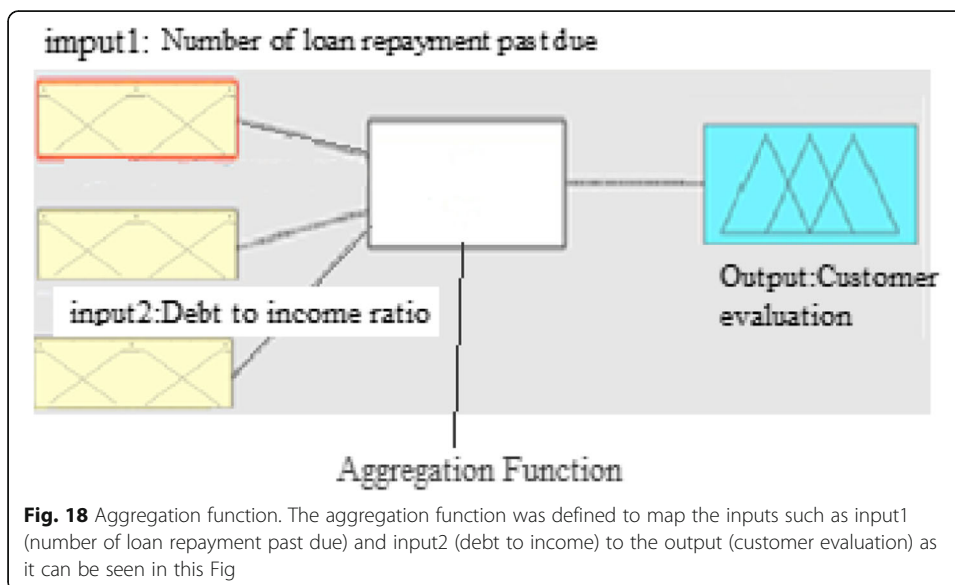 imput1: Number of loan repayment past due
input2:Debt to income ratio
Output:Customer
evaluation
Aggregation Function
Fig. 18 Aggregation function. The aggregation function was defined to map the inputs such as input1
(number of loan repayment past due) and input2 (debt to income) to the output (customer evaluation) as
it can be seen in this Fig